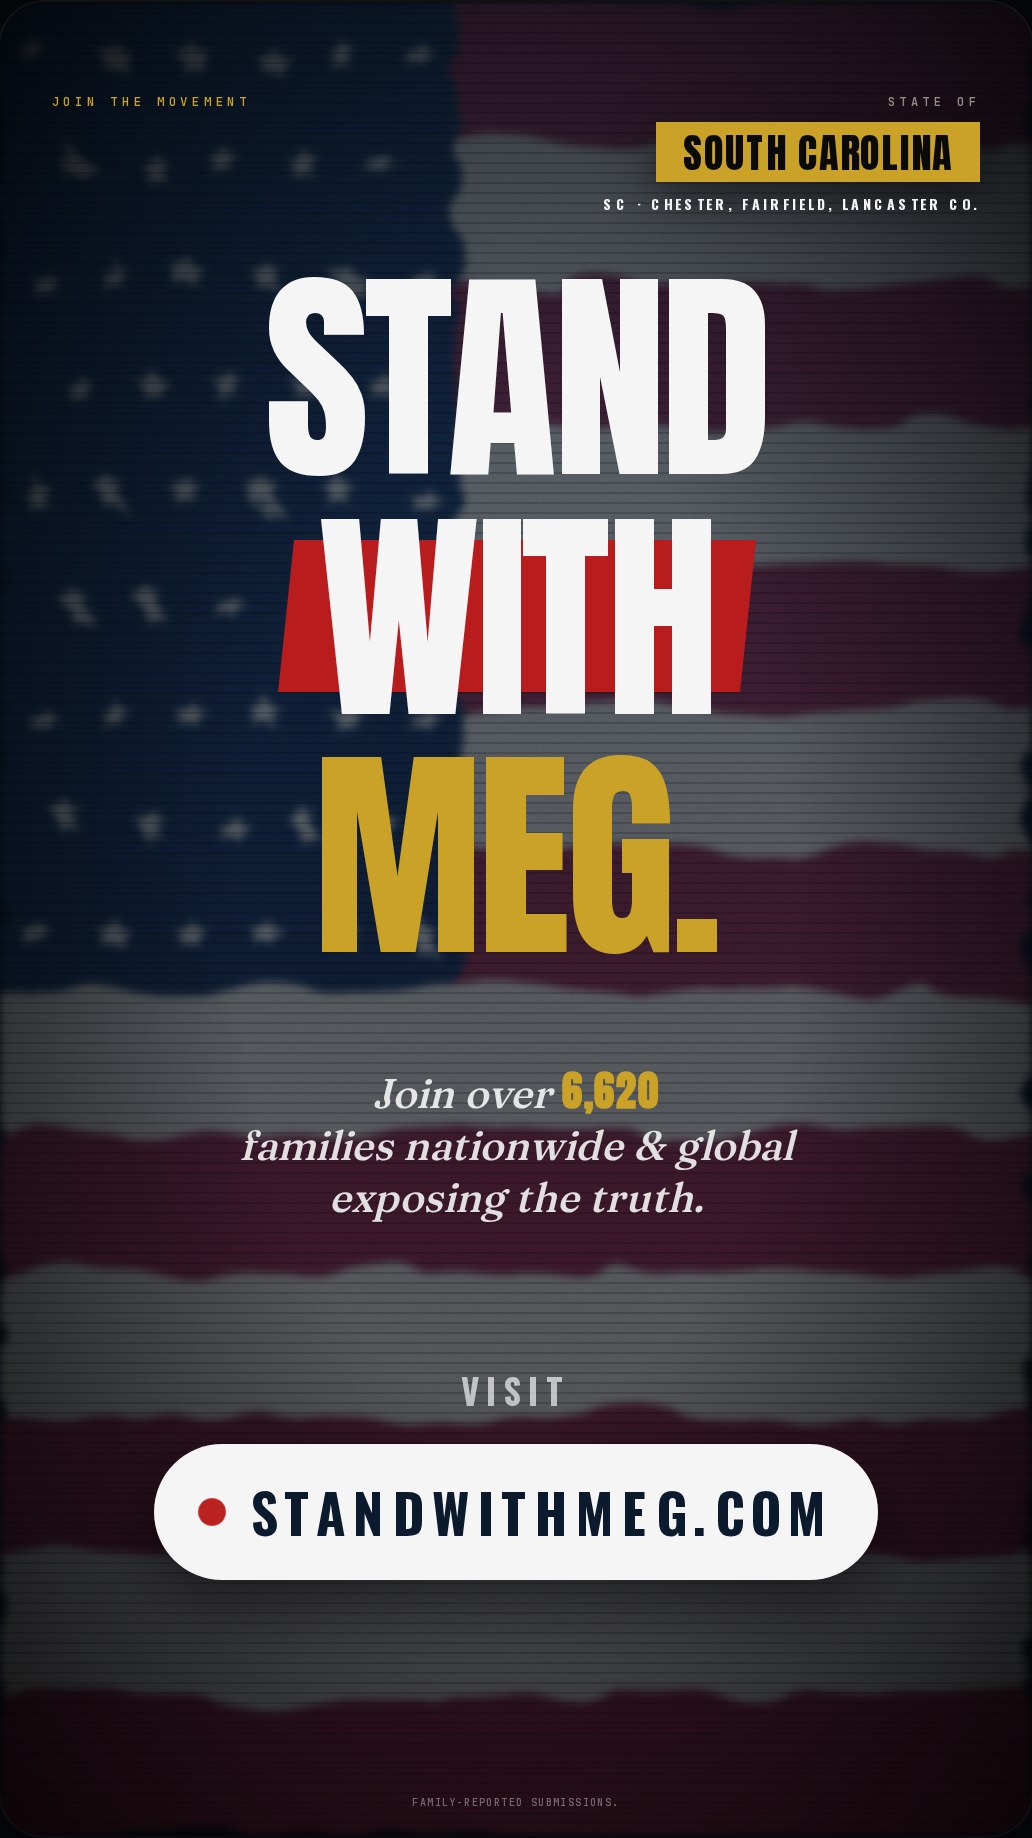 JOIN THE MOVEMENT
STATE OF
SOUTH CAROLINA
SC · CHESTER, FAIRFIELD, LANCASTER CO.
STAND
WITH
MEG.
Join over 6,620
families nationwide & global
exposing the truth.
VISIT
STANDWITHMEG.COM
FAMILY-REPORTED SUBMISSIONS.